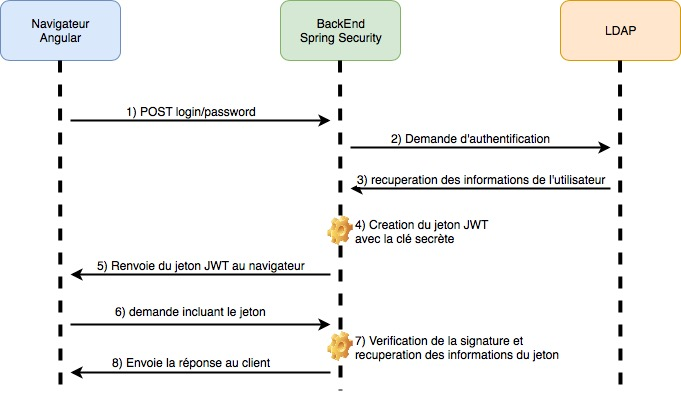 Navigateur
Angular
BackEnd
Spring Security
LDAP
1) POST login/password
2) Demande d'authentification
3) recuperation des informations de l'utilisateur
4) Creation du jeton JWT
avec la clé secrète
5) Renvoie du jeton JWT au navigateur
6) demande incluant le jeton
7) Verification de la signature et
recuperation des informations du jeton
8) Envoie la réponse au client